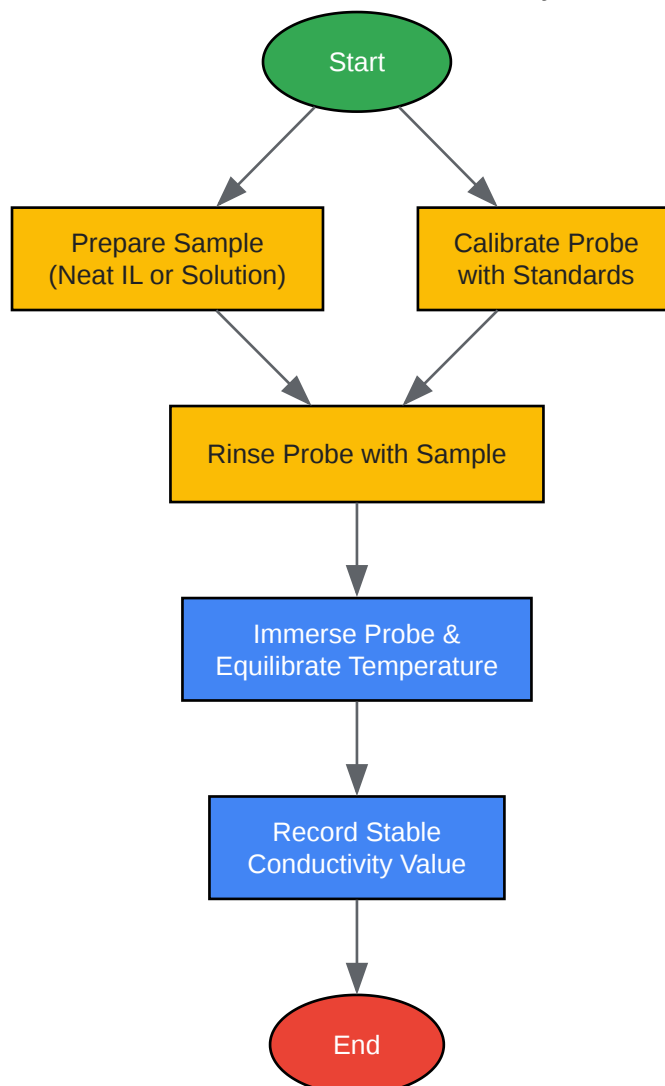 Start
Prepare Sample
(Neat IL or Solution)
Calibrate Probe
with Standards
Rinse Probe with Sample
Immerse Probe &
Equilibrate Temperature
Record Stable
Conductivity Value
End